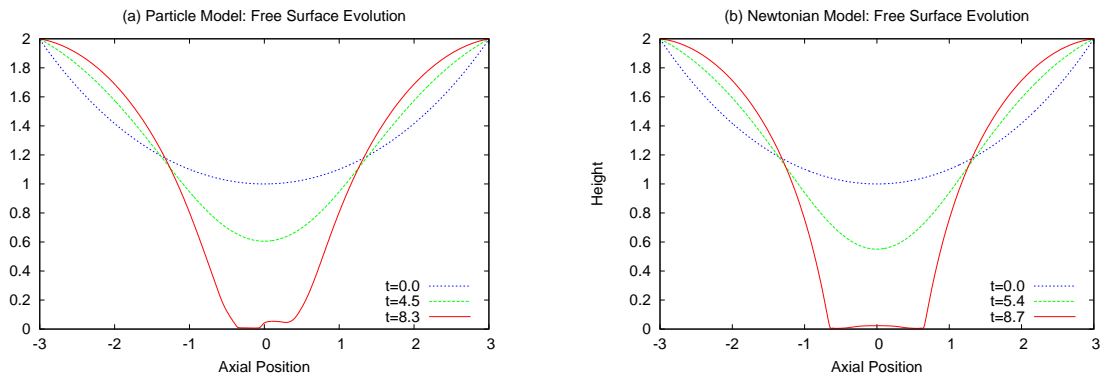 (a) Particle Model: Free Surface Evolution
2
1.8
1.6
1.4
1.2
1
0.8
0.6
0.4
0.2
0
t=0.0
t=4.5
t=8.3
-3 -2 -1 0 1 2 3
Axial Position
(b) Newtonian Model: Free Surface Evolution
Height
2
1.8
1.6
1.4
1.2
1
0.8
0.6
0.4
0.2
0
t=0.0
t=5.4
t=8.7
-3 -2 -1 0 1 2 3
Axial Position